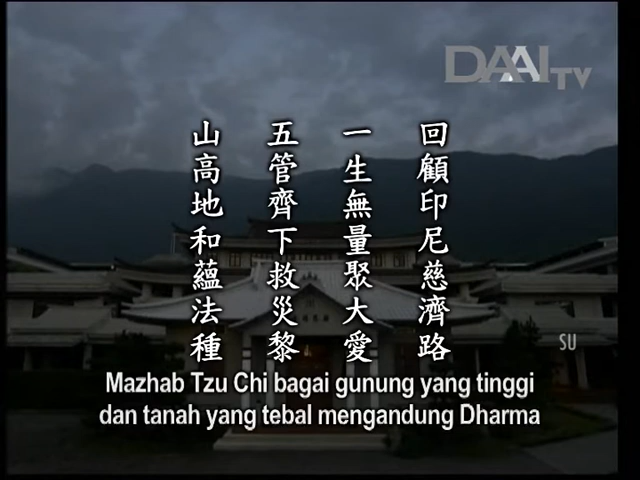 DAAI TV
回顧印尼慈濟路
一生無量聚大愛
五管齊下救災黎
山高地和蘊法種
SU
Mazhab Tzu Chi bagai gunung yang tinggi
dan tanah yang tebal mengandung Dharma